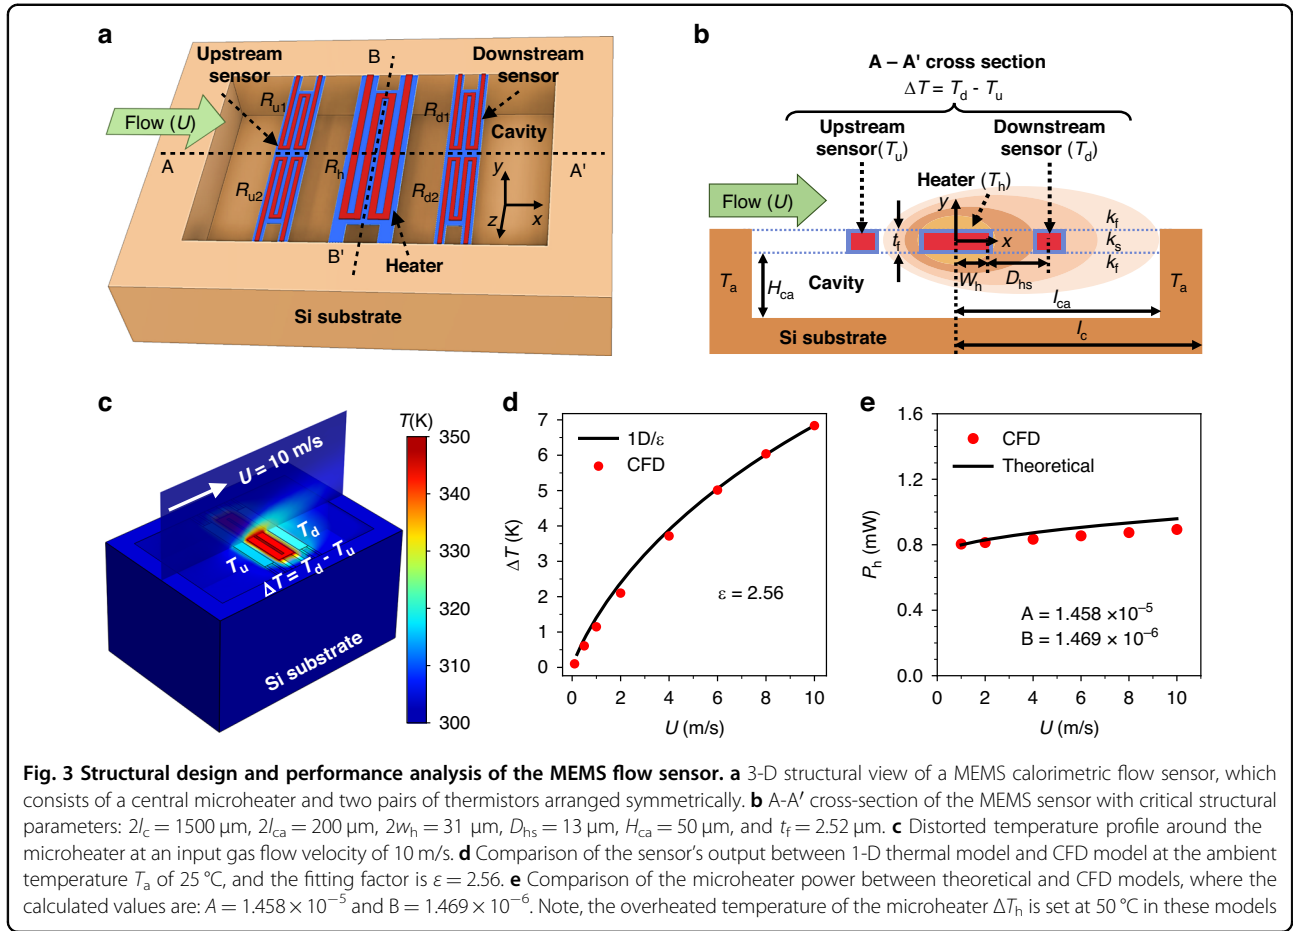 a
Upstream
sensor
B
Downstream
sensor
R_u1
R_d1
Flow (U)
Cavity
A
R_h
A'
R_u2
R_d2
y
x
z
B'
Heater
Si substrate
b
A – A' cross section
ΔT = T_d - T_u
Upstream
sensor(T_u)
Downstream
sensor (T_d)
Heater (T_h)
Flow (U)
y
x
t_f
k_f
k_s
k_f
T_a
H_ca
Cavity
W_h
D_hs
T_a
l_ca
Si substrate
l_c
c
T(K)
350
340
330
320
310
300
U = 10 m/s
T_d
T_u
ΔT = T_d - T_u
Si substrate
d
7
6
5
4
3
2
1
0
ΔT (K)
1D/ε
CFD
ε = 2.56
0 2 4 6 8 10
U (m/s)
e
1.6
1.2
0.8
0.4
0.0
P_h (mW)
CFD
Theoretical
A = 1.458 ×10⁻⁵
B = 1.469 × 10⁻⁶
0 2 4 6 8 10
U (m/s)
Fig. 3 Structural design and performance analysis of the MEMS flow sensor. a 3-D structural view of a MEMS calorimetric flow sensor, which
consists of a central microheater and two pairs of thermistors arranged symmetrically. b A-A′ cross-section of the MEMS sensor with critical structural
parameters: 2l_c = 1500 μm, 2l_ca = 200 μm, 2w_h = 31 μm, D_hs = 13 μm, H_ca = 50 μm, and t_f = 2.52 μm. c Distorted temperature profile around the
microheater at an input gas flow velocity of 10 m/s. d Comparison of the sensor's output between 1-D thermal model and CFD model at the ambient
temperature T_a of 25 °C, and the fitting factor is ε = 2.56. e Comparison of the microheater power between theoretical and CFD models, where the
calculated values are: A = 1.458 × 10⁻⁵ and B = 1.469 × 10⁻⁶. Note, the overheated temperature of the microheater ΔT_h is set at 50 °C in these models